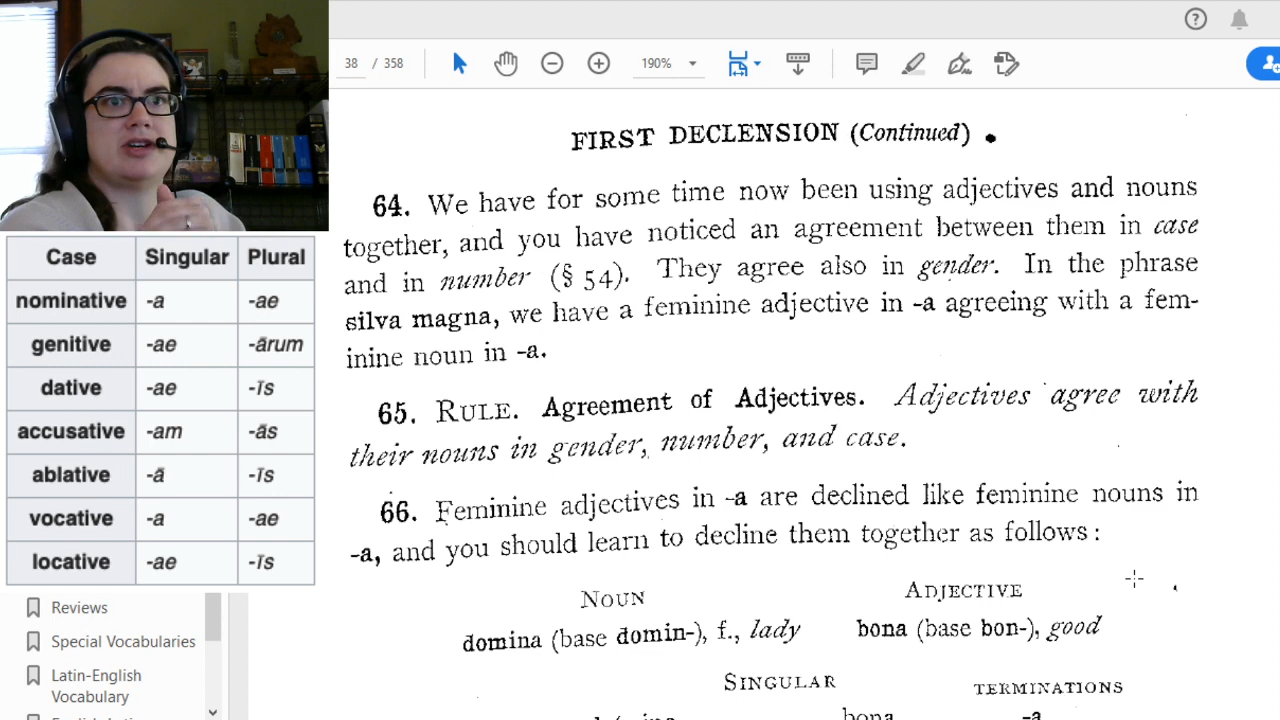 38 / 358
190%
FIRST DECLENSION (Continued)
64. We have for some time now been using adjectives and nouns
together, and you have noticed an agreement between them in case
and in number (§ 54). They agree also in gender. In the phrase
silva magna, we have a feminine adjective in -a agreeing with a fem-
inine noun in -a.
65. RULE. Agreement of Adjectives. Adjectives agree with
their nouns in gender, number, and case.
66. Feminine adjectives in -a are declined like feminine nouns in
-a, and you should learn to decline them together as follows:
NOUN ADJECTIVE
domina (base domin-), f., lady bona (base bon-), good
SINGULAR TERMINATIONS
bona -a
Case Singular Plural
nominative -a -ae
genitive -ae -ārum
dative -ae -īs
accusative -am -ās
ablative -ā -īs
vocative -a -ae
locative -ae -īs
Reviews
Special Vocabularies
Latin-English
Vocabulary